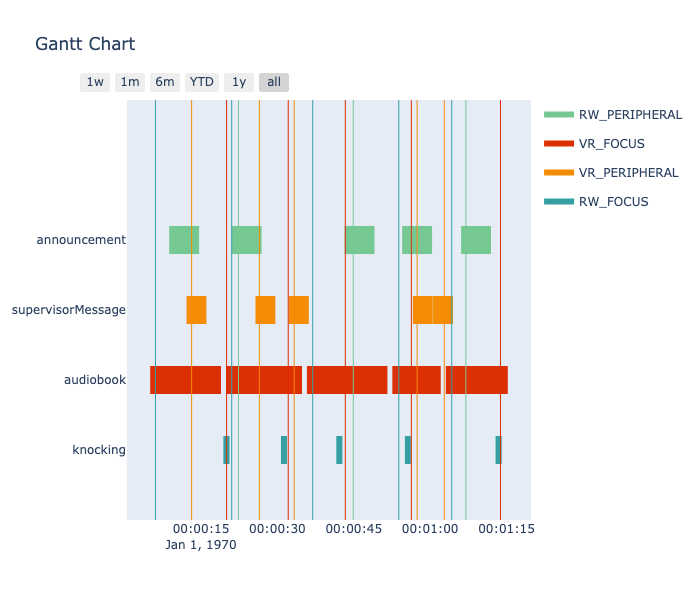 Gantt Chart
1w 1m 6m YTD 1y all
RW_PERIPHERAL
VR_FOCUS
VR_PERIPHERAL
RW_FOCUS
announcement
supervisorMessage
audiobook
knocking
00:00:15 00:00:30 00:00:45 00:01:00 00:01:15
Jan 1, 1970